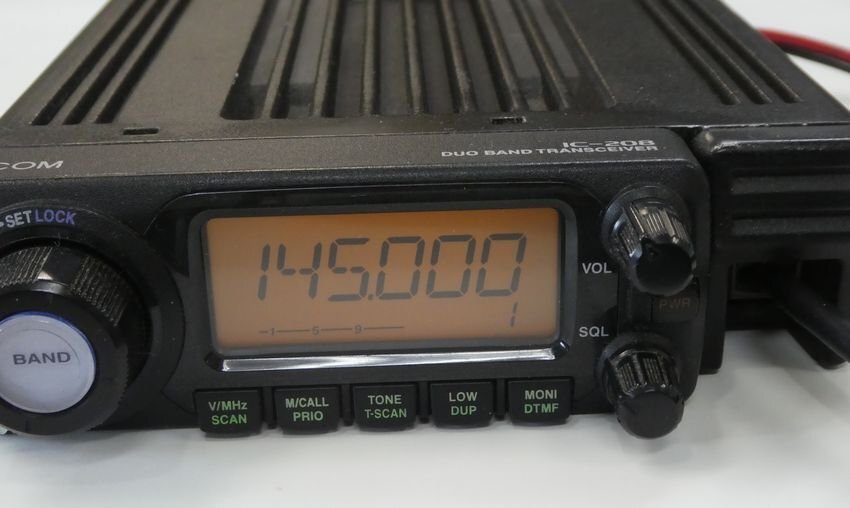 IC-208
COM
DUO BAND TRANSCEIVER
SET LOCK
145.000
1
1 5 9
VOL
PWR
SQL
BAND
V/MHz
SCAN
M/CALL
PRIO
TONE
T-SCAN
LOW
DUP
MONI
DTMF